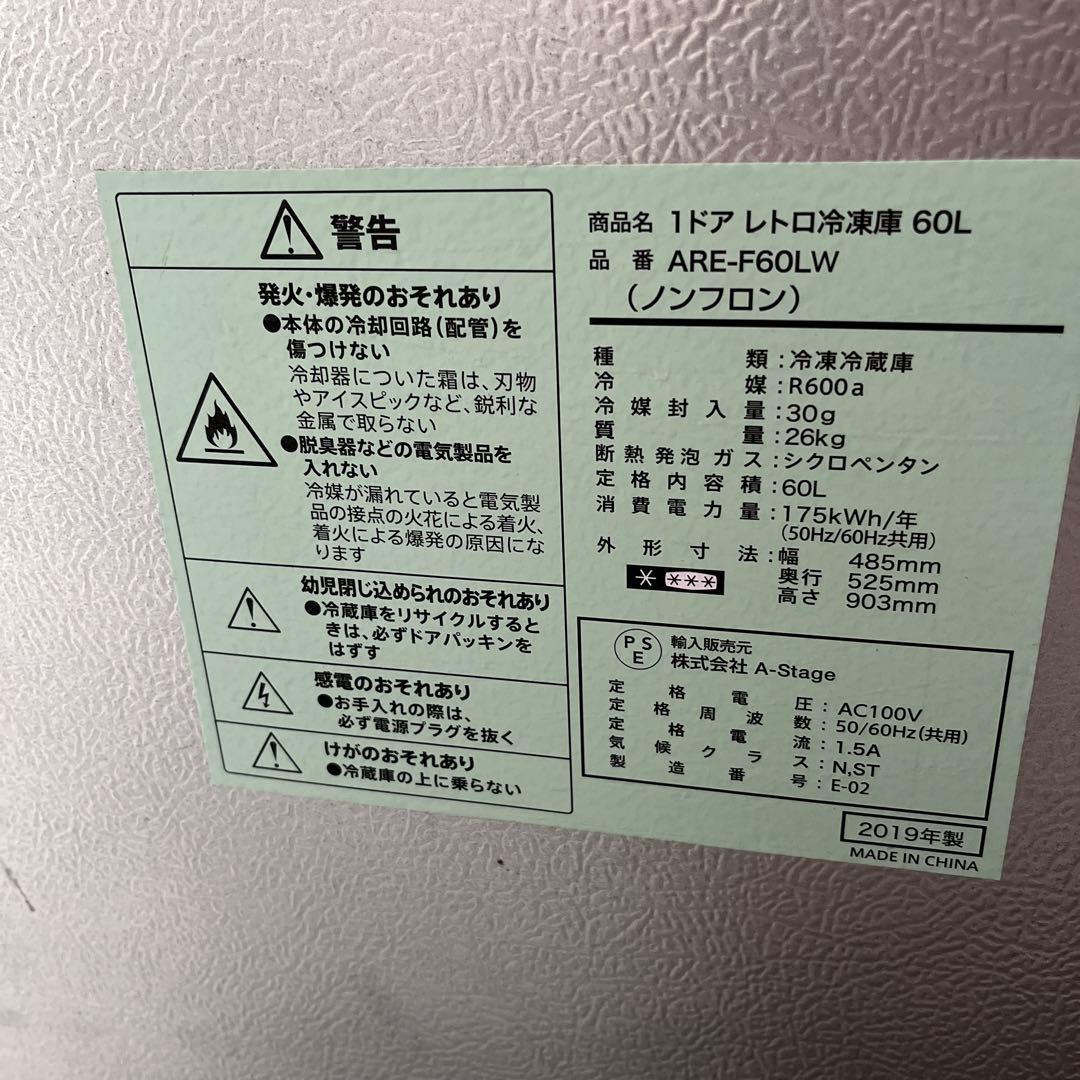 警告
発火・爆発のおそれあり
●本体の冷却回路(配管)を
傷つけない
冷却器についた霜は、刃物
やアイスピックなど、鋭利な
金属で取らない
●脱臭器などの電気製品を
入れない
冷媒が漏れていると電気製
品の接点の火花による着火、
着火による爆発の原因にな
ります
幼児閉じ込められのおそれあり
●冷蔵庫をリサイクルすると
きは、必ずドアパッキンを
はずす
感電のおそれあり
●お手入れの際は、
必ず電源プラグを抜く
けがのおそれあり
●冷蔵庫の上に乗らない
商品名 1ドア レトロ冷凍庫 60L
品番 ARE-F60LW
(ノンフロン)
種類:冷凍冷蔵庫
冷媒:R600a
冷媒封入量:30g
質量:26kg
断熱発泡ガス:シクロペンタン
定格内容積:60L
消費電力量:175kWh/年
(50Hz/60Hz共用)
外形寸法:幅 485mm
奥行 525mm
高さ 903mm
* ***
PSE
輸入販売元
株式会社 A-Stage
定格電圧:AC100V
定格周波数:50/60Hz(共用)
定格電流:1.5A
気候クラス:N,ST
製造番号:E-02
2019年製
MADE IN CHINA